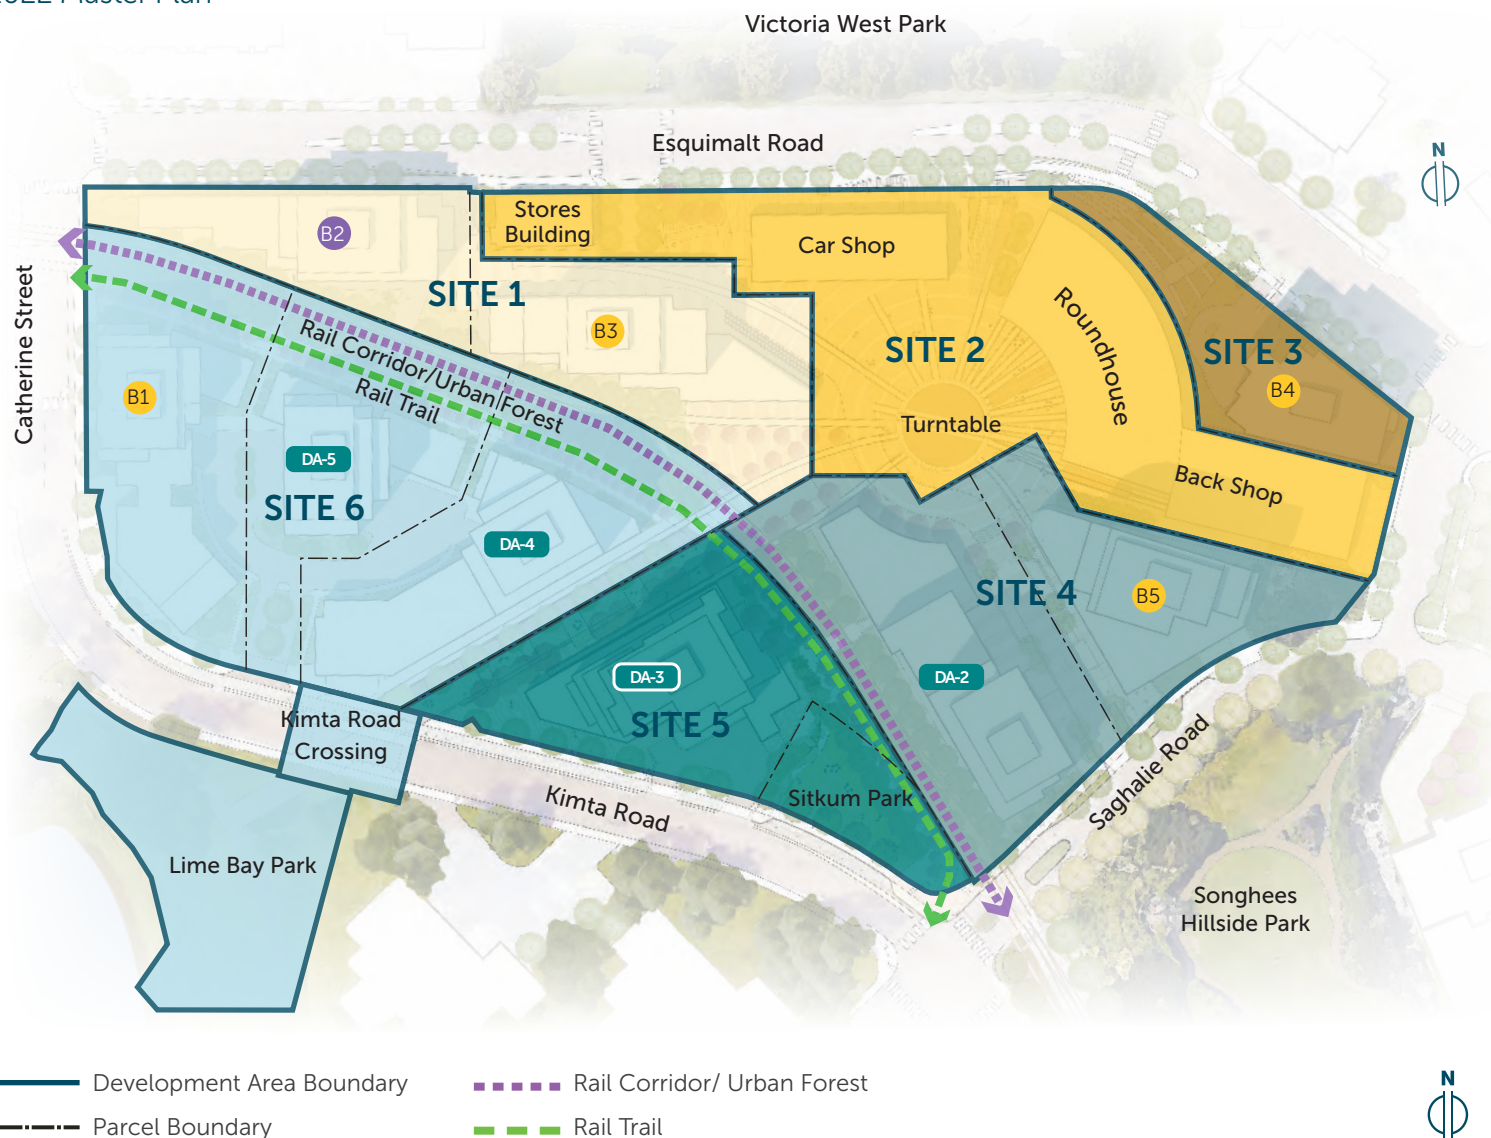 2022 Master Plan
Victoria West Park
Esquimalt Road
N
Stores
Building
Car Shop
B2
SITE 1
Roundhouse
SITE 2
SITE 3
Catherine Street
Rail Corridor/Urban Forest
Rail Trail
B3
B4
B1
Turntable
DA-5
SITE 6
Back Shop
DA-4
SITE 4
B5
DA-3
DA-2
SITE 5
Kimta Road
Crossing
Saghalie Road
Sitkum Park
Kimta Road
Lime Bay Park
Songhees
Hillside Park
Development Area Boundary
Rail Corridor/ Urban Forest
N
Parcel Boundary
Rail Trail